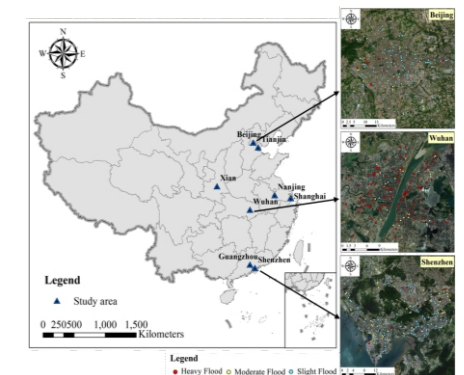 N
W E
S
Beijing
Tianjin
Xian
Nanjing
Shanghai
Wuhan
Guangzhou Shenzhen
Legend
Study area
0 250500 1,000 1,500
Kilometers
Beijing
Wuhan
Shenzhen
Legend
Heavy Flood Moderate Flood Slight Flood